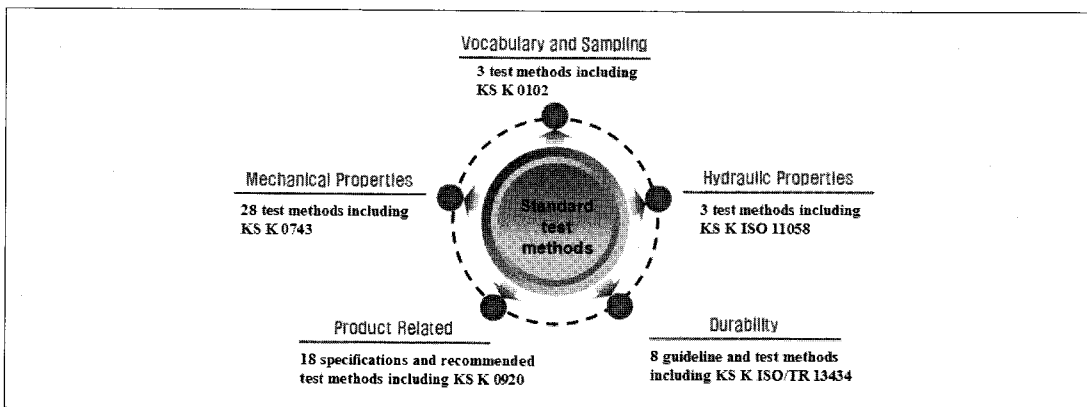 Vocabulary and Sampling
3 test methods including
KS K 0102
Mechanical Properties
28 test methods including
KS K 0743
Hydraulic Properties
3 test methods including
KS K ISO 11058
Standard
test
methods
Product Related
18 specifications and recommended
test methods including KS K 0920
Durability
8 guideline and test methods
including KS K ISO/TR 13434